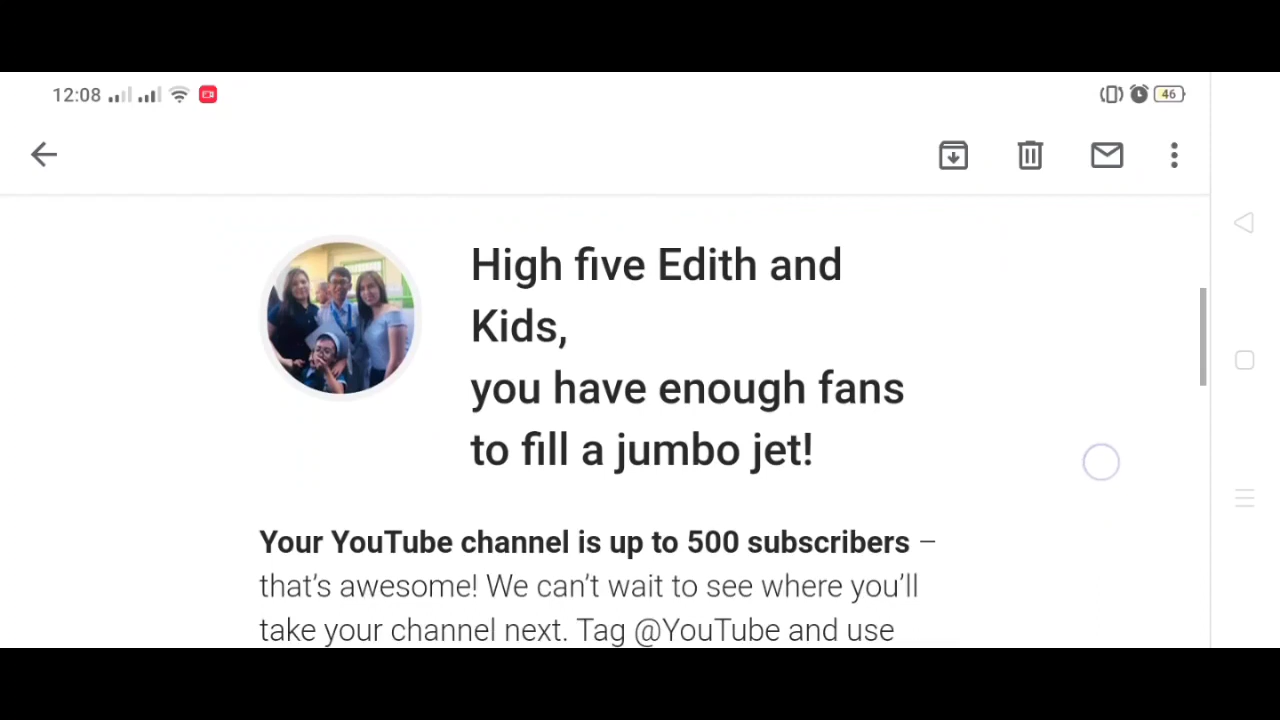 12:08
46
High five Edith and
Kids,
you have enough fans
to fill a jumbo jet!
Your YouTube channel is up to 500 subscribers –
that’s awesome! We can’t wait to see where you’ll
take your channel next. Tag @YouTube and use